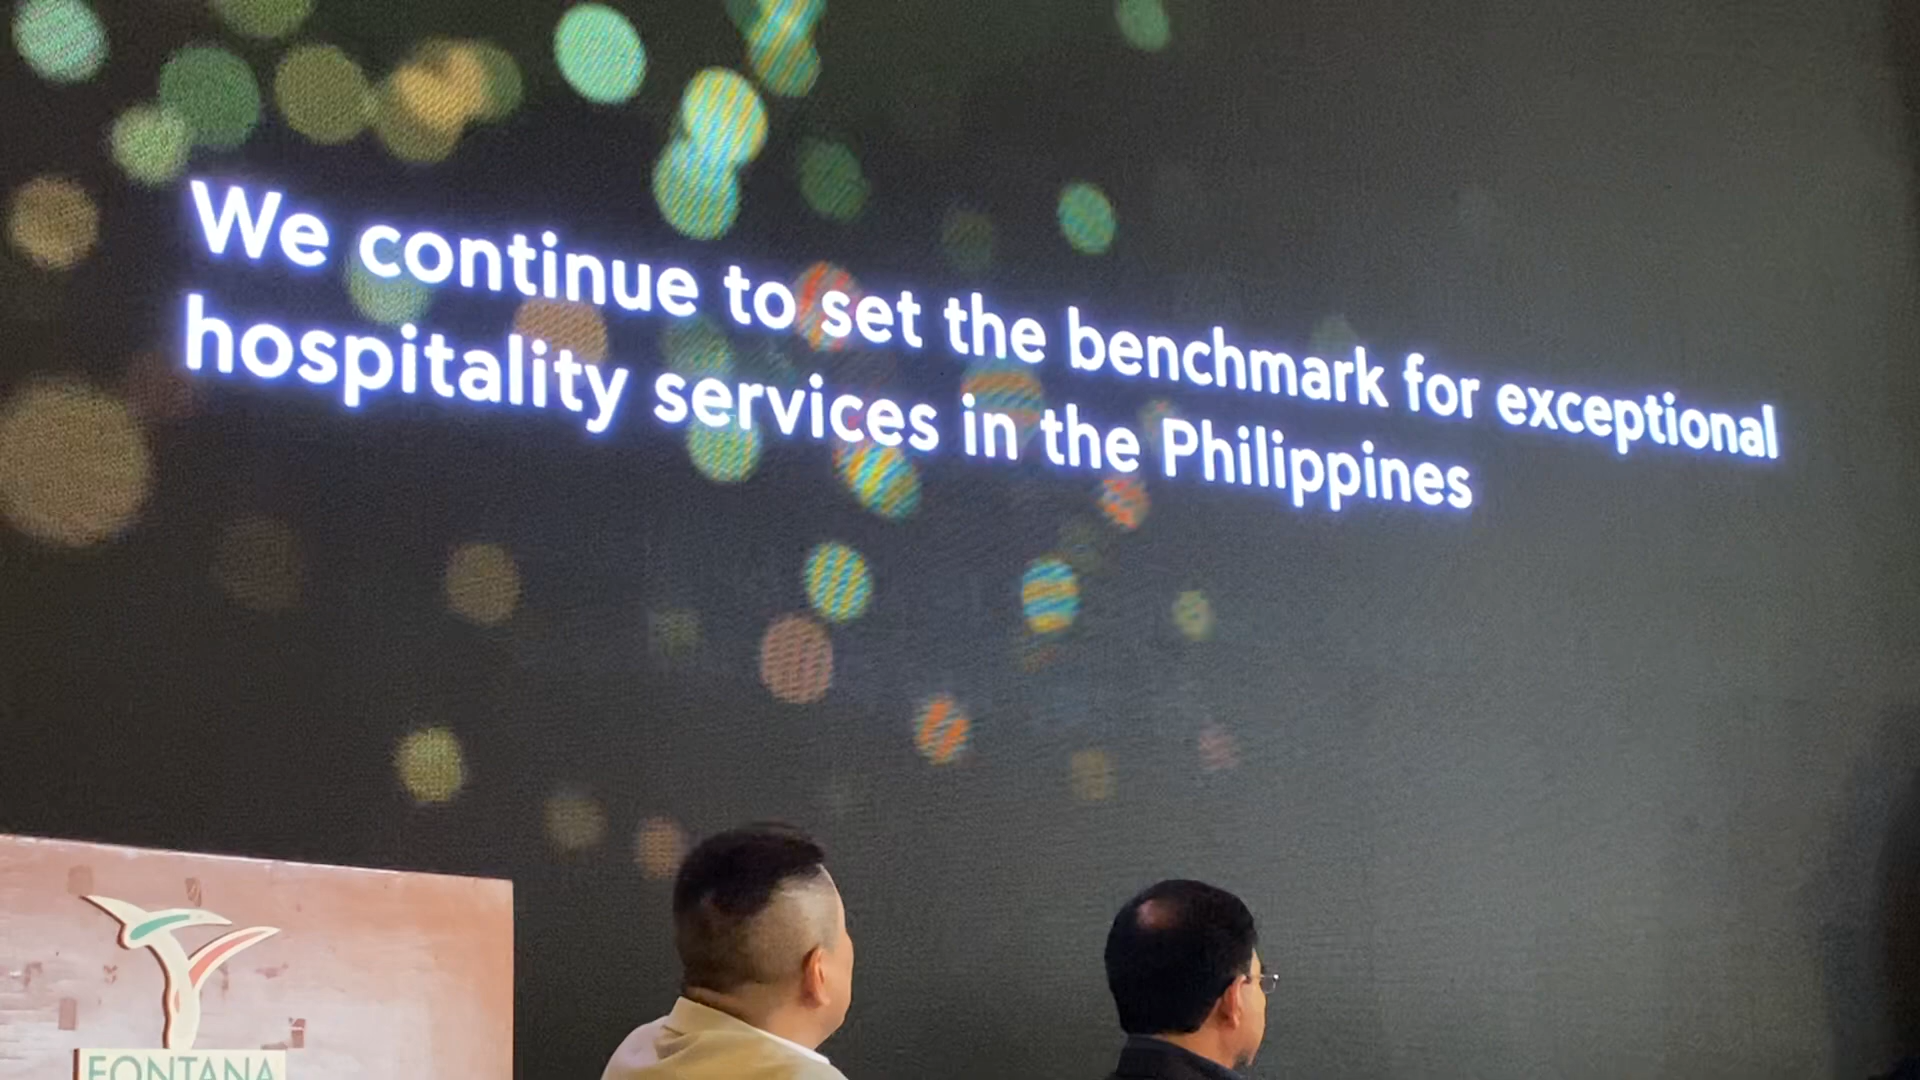 We continue to set the benchmark for exceptional
hospitality services in the Philippines
FONTANA